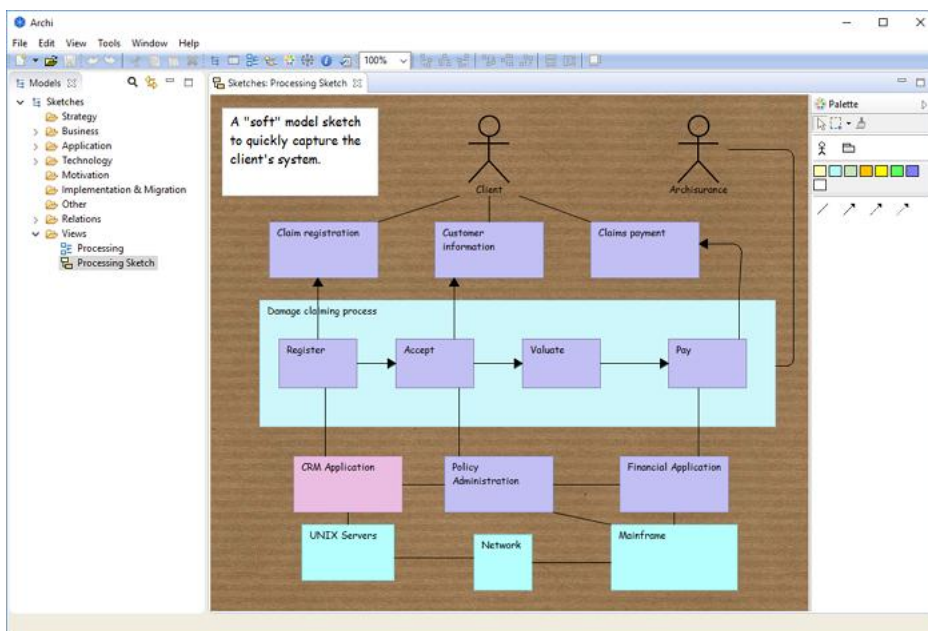 Archi
File Edit View Tools Window Help
100%
Models
Sketches: Processing Sketch
Palette
Sketches
Strategy
Business
Application
Technology
Motivation
Implementation & Migration
Other
Relations
Views
Processing
Processing Sketch
A "soft" model sketch
to quickly capture the
client's system.
Client
Archisurance
Claim registration
Customer
information
Claims payment
Damage claiming process
Register
Accept
Valuate
Pay
CRM Application
Policy
Administration
Financial Application
UNIX Servers
Network
Mainframe